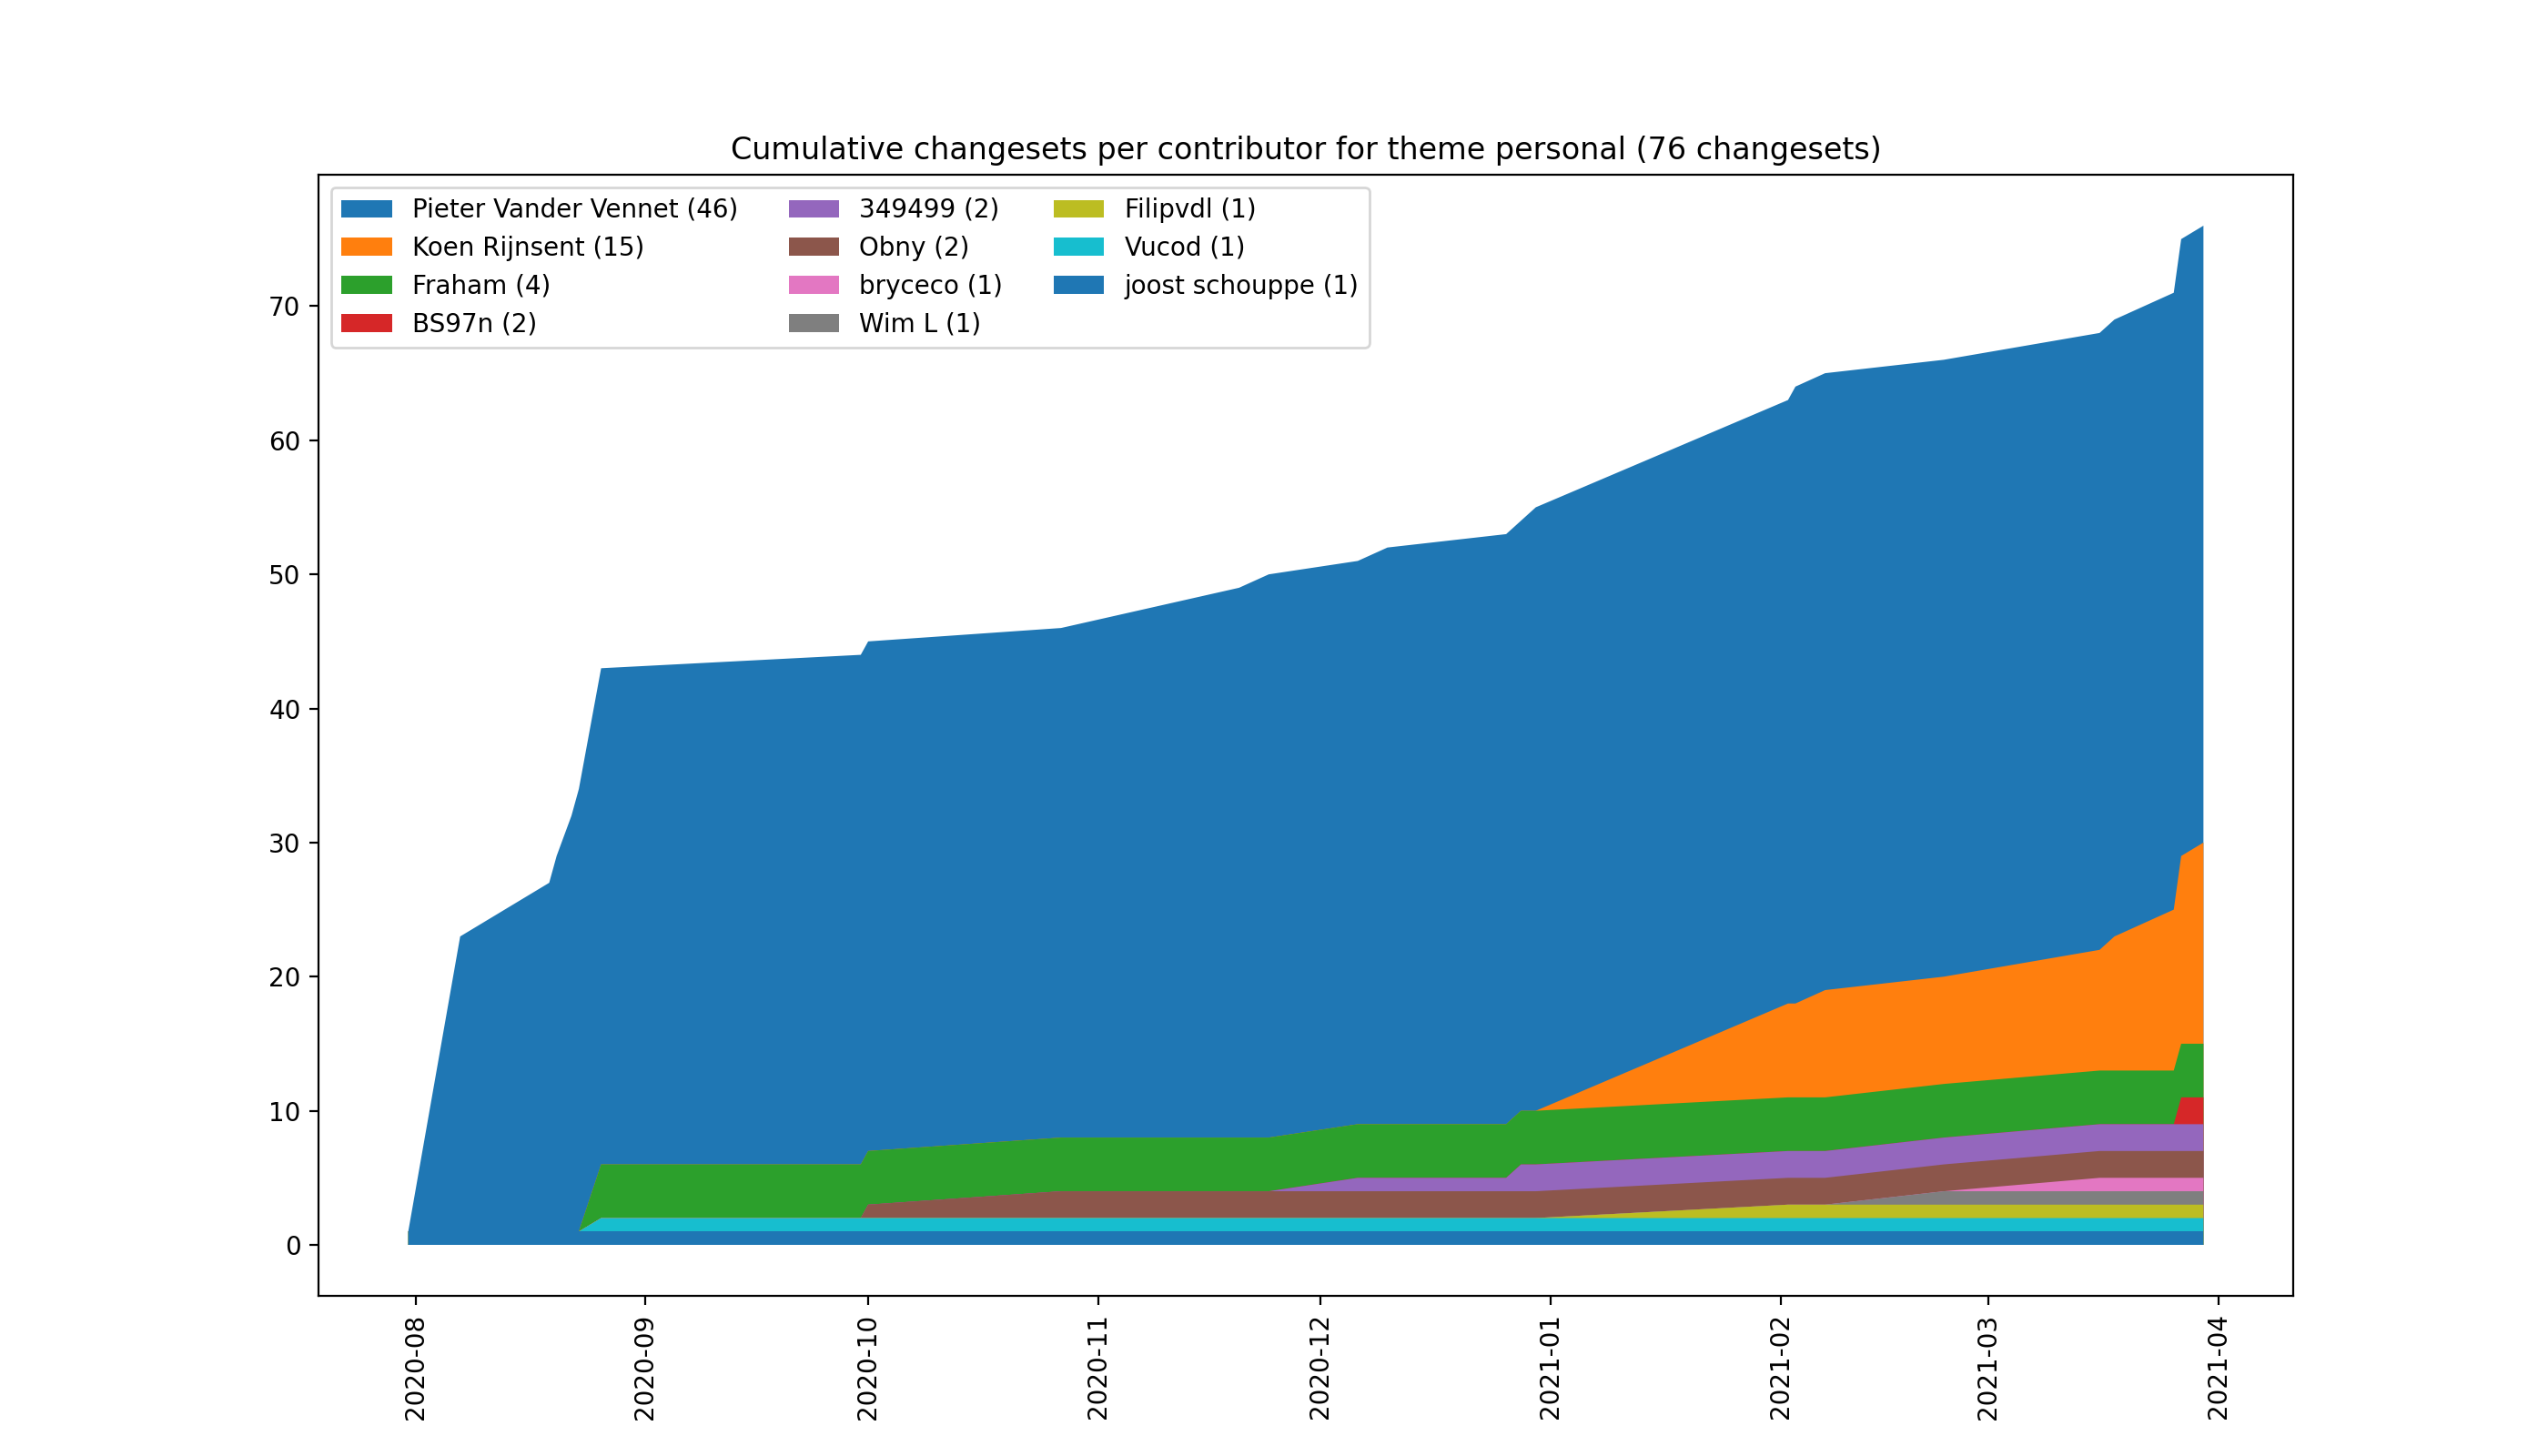 Cumulative changesets per contributor for theme personal (76 changesets)
Pieter Vander Vennet (46)
Koen Rijnsent (15)
Fraham (4)
BS97n (2)
349499 (2)
Obny (2)
bryceco (1)
Wim L (1)
Filipvdl (1)
Vucod (1)
joost schouppe (1)
70
60
50
40
30
20
10
0
2020-08
2020-09
2020-10
2020-11
2020-12
2021-01
2021-02
2021-03
2021-04